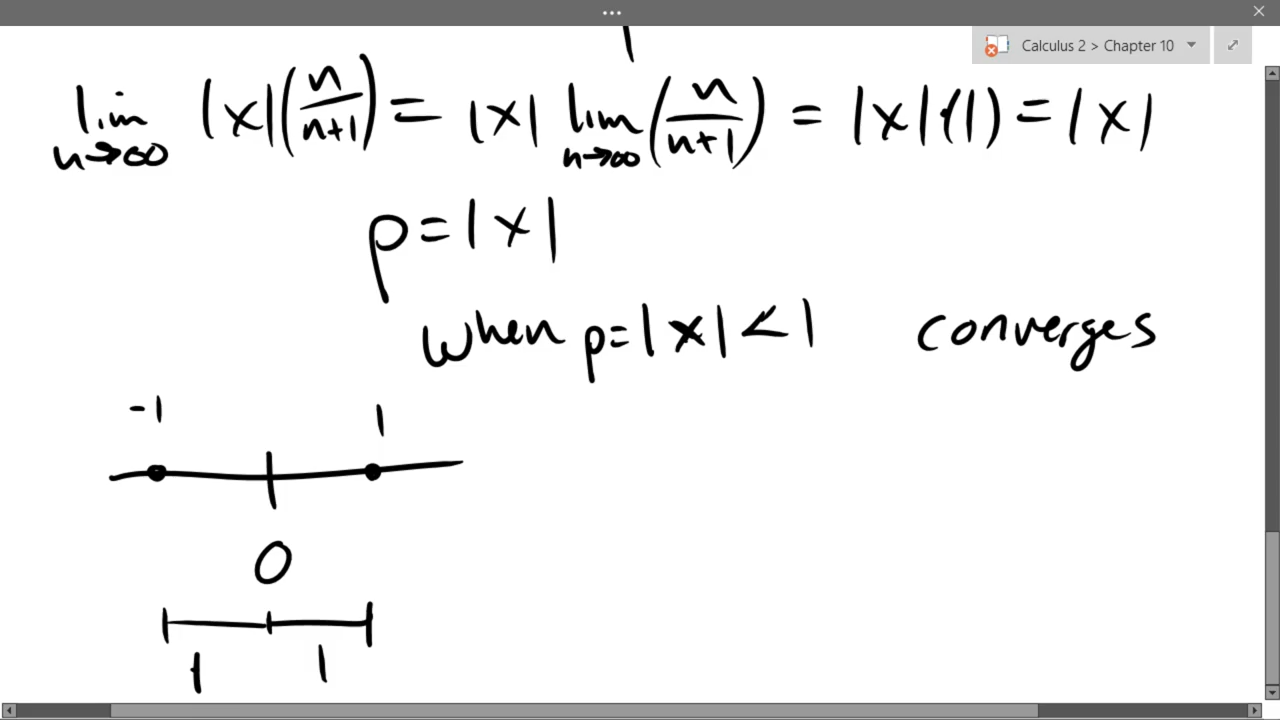 Calculus 2 > Chapter 10
lim n→∞ |x|(n/n+1) = |x| lim n→∞ (n/n+1) = |x|(1) = |x|
p=|x|
when p=|x|<1 converges
-1 1
0
1 1